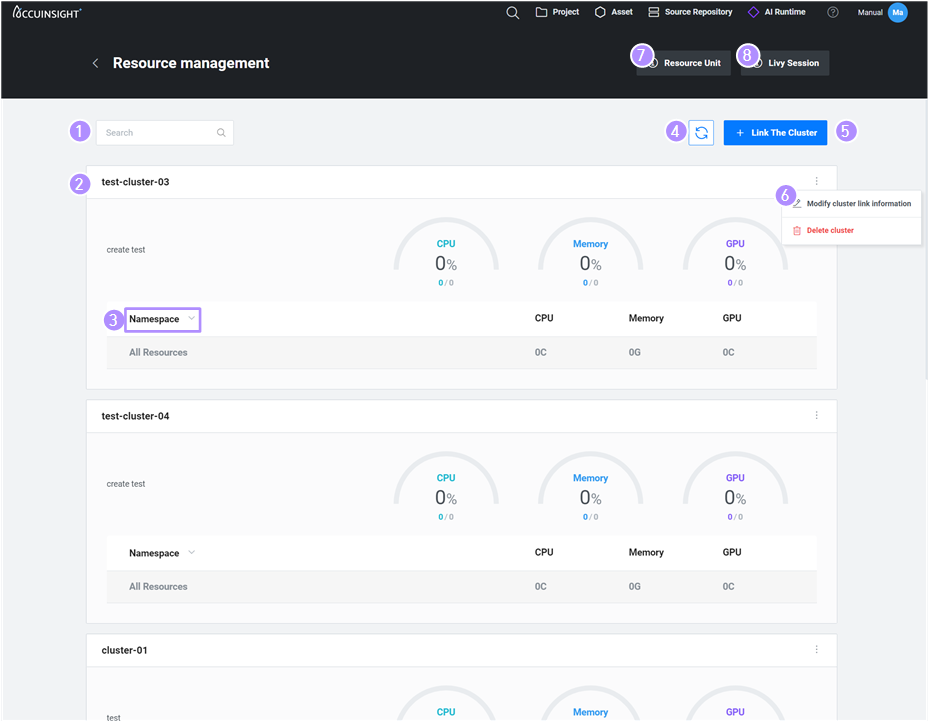 ACCUINSIGHT+
Project Asset Source Repository AI Runtime ? Manual Ma
Resource management
7 Resource Unit 8 Livy Session
1 Search 4 + Link The Cluster 5
2 test-cluster-03
6 Modify cluster link information
Delete cluster
create test
CPU Memory GPU
0% 0% 0%
0 / 0 0 / 0 0 / 0
3 Namespace CPU Memory GPU
All Resources 0C 0G 0C
test-cluster-04
create test
CPU Memory GPU
0% 0% 0%
0 / 0 0 / 0 0 / 0
Namespace CPU Memory GPU
All Resources 0C 0G 0C
cluster-01
test
CPU Memory GPU